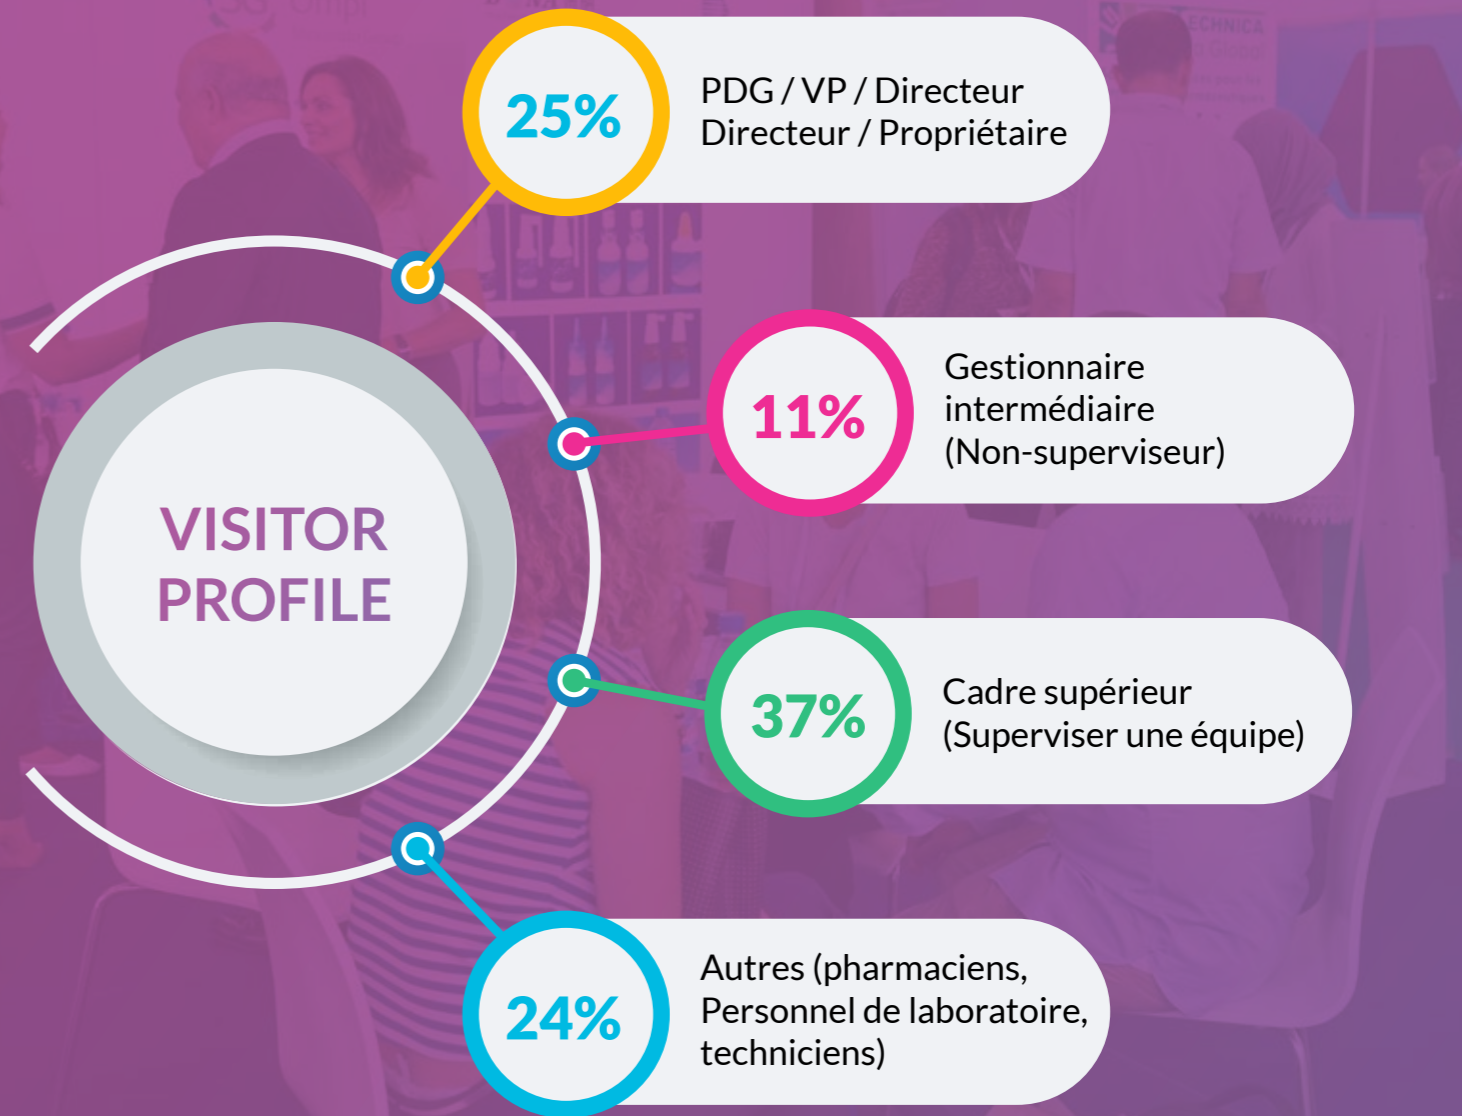 25%
PDG / VP / Directeur
Directeur / Propriétaire
11%
Gestionnaire
intermédiaire
(Non-superviseur)
VISITOR
PROFILE
37%
Cadre supérieur
(Superviser une équipe)
24%
Autres (pharmaciens,
Personnel de laboratoire,
techniciens)